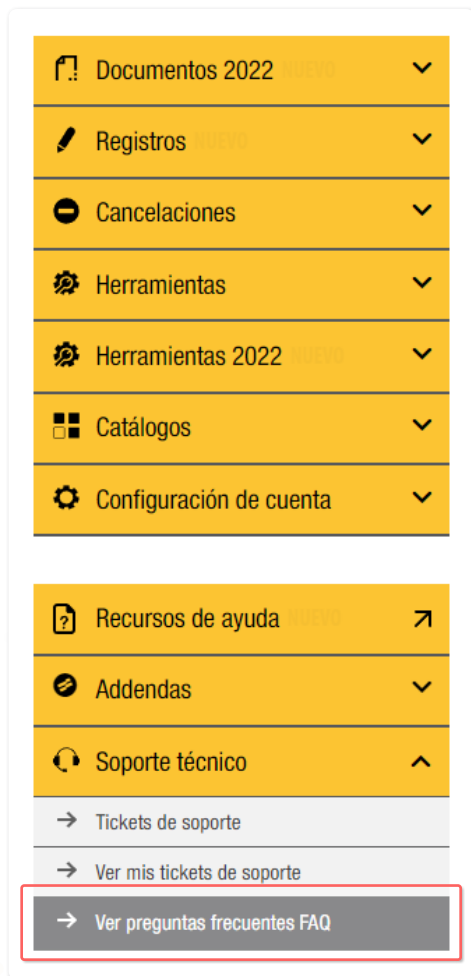 Documentos 2022 NUEVO
Registros NUEVO
Cancelaciones
Herramientas
Herramientas 2022 NUEVO
Catálogos
Configuración de cuenta
Recursos de ayuda NUEVO
Addendas
Soporte técnico
Tickets de soporte
Ver mis tickets de soporte
Ver preguntas frecuentes FAQ